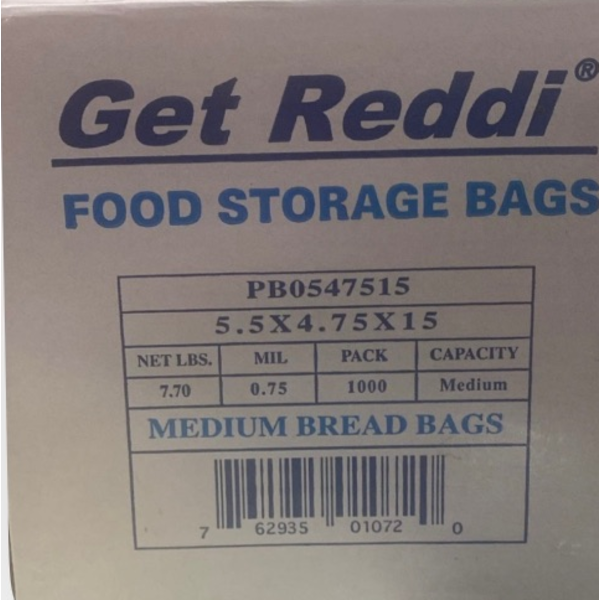 Get Reddi®
FOOD STORAGE BAGS
PB0547515
5.5X4.75X15
NET LBS. MIL PACK CAPACITY
7.70 0.75 1000 Medium
MEDIUM BREAD BAGS
7 62935 01072 0